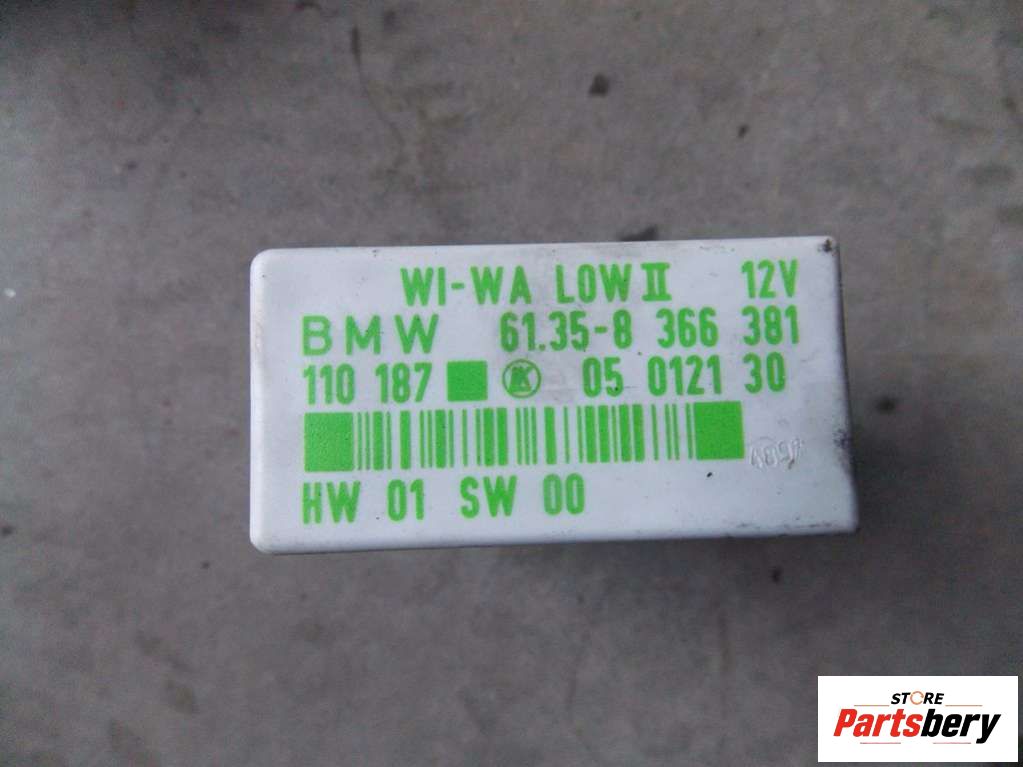 WI-WA LOW II 12V
BMW 61.35-8 366 381
110 187 K 05 0121 30
HW 01 SW 00
STORE
Partsbery